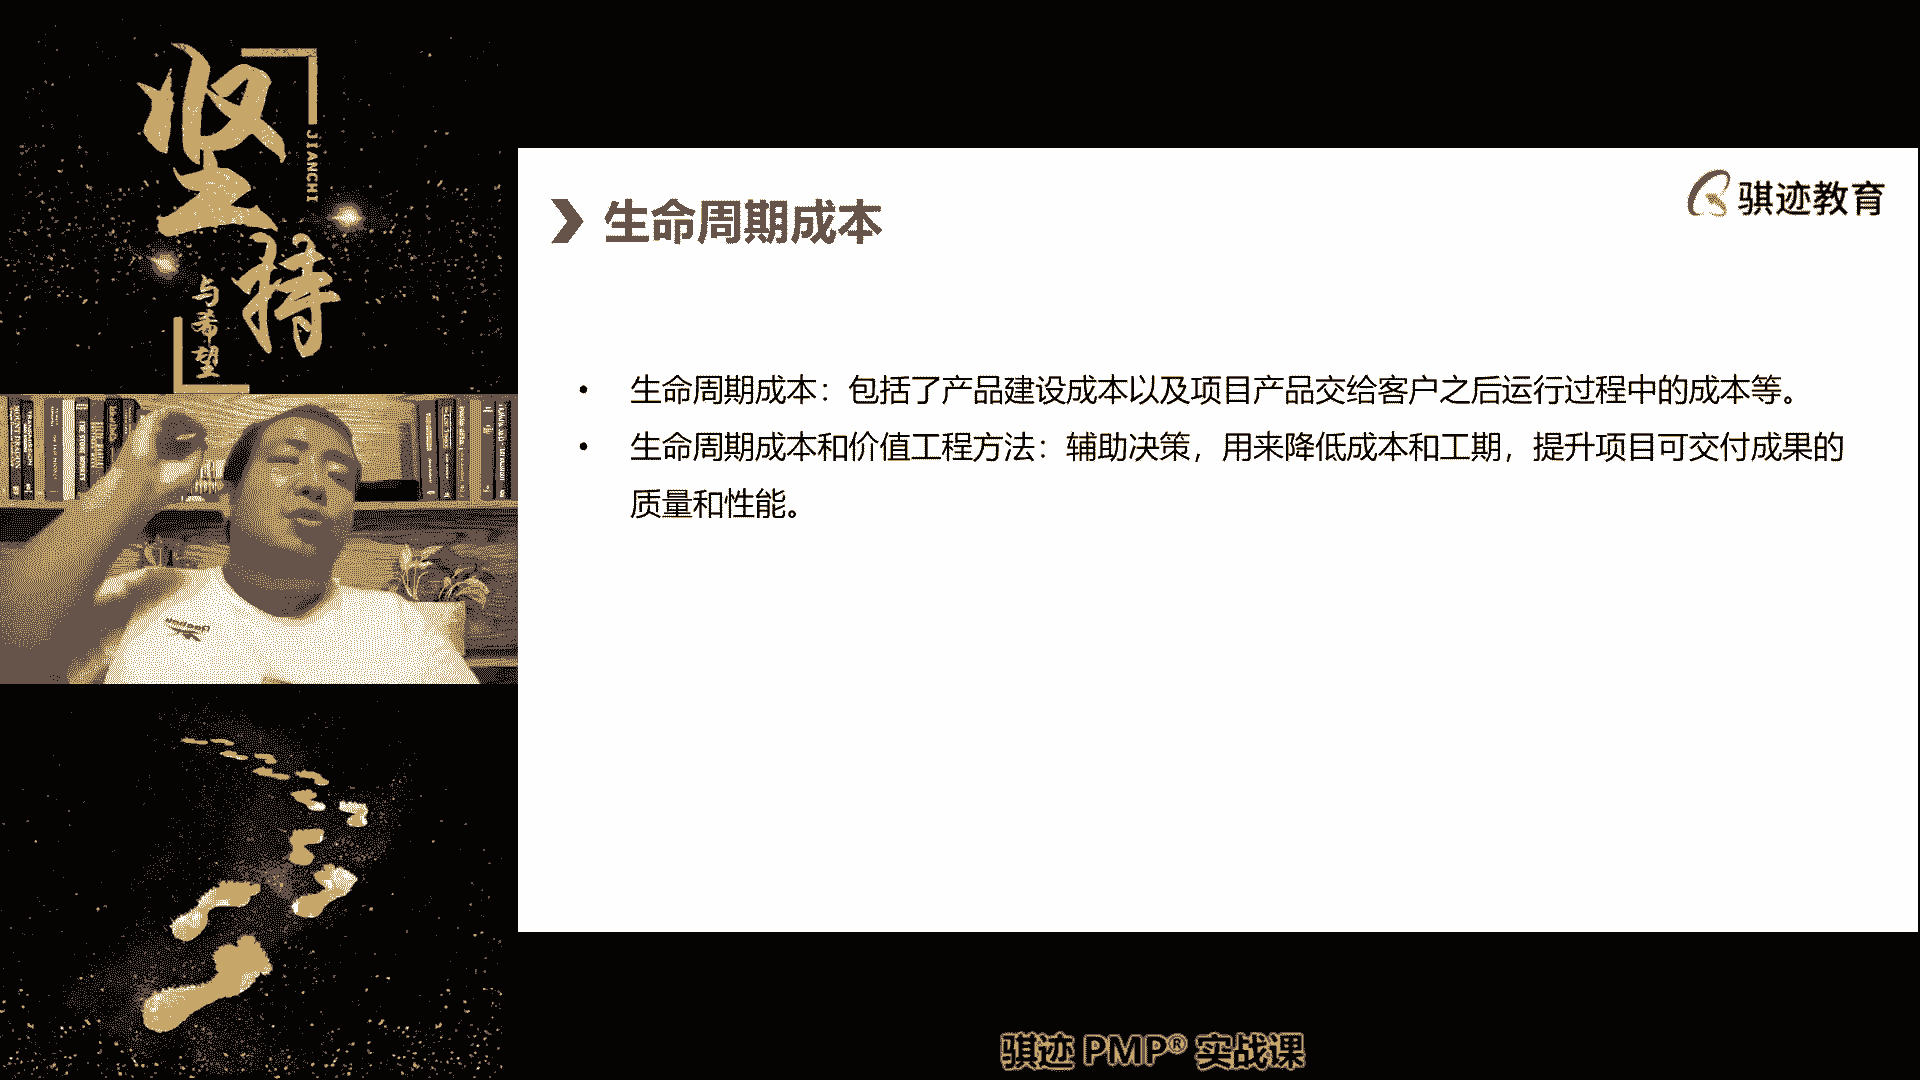 坚持
JIANCHI
与希望
骐迹教育
生命周期成本
• 生命周期成本：包括了产品建设成本以及项目产品交给客户之后运行过程中的成本等。
• 生命周期成本和价值工程方法：辅助决策，用来降低成本和工期，提升项目可交付成果的
质量和性能。
骐迹 PMP® 实战课